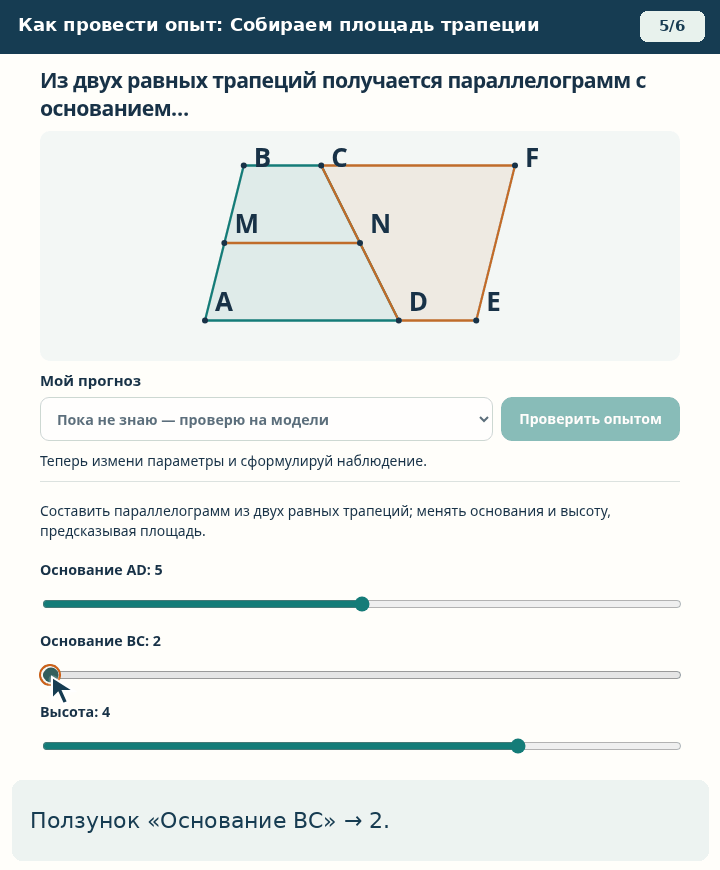 Как провести опыт: Собираем площадь трапеции
5/6
Из двух равных трапеций получается параллелограмм с
основанием…
B C F
M N
A D E
Мой прогноз
Пока не знаю — проверю на модели
Проверить опытом
Теперь измени параметры и сформулируй наблюдение.
Составить параллелограмм из двух равных трапеций; менять основания и высоту,
предсказывая площадь.
Основание AD: 5
Основание BC: 2
Высота: 4
Ползунок «Основание BC» → 2.